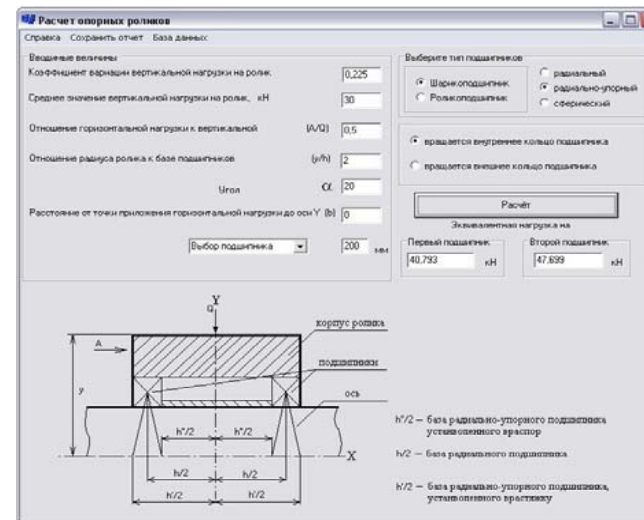 Расчет опорных роликов
Справка Сохранить отчет База данных
Вводимые величины
Коэффициент вариации вертикальной нагрузки на ролик
0,225
Среднее значение вертикальной нагрузки на ролик, кН
30
Отношение горизонтальной нагрузки к вертикальной (A/Q)
0,5
Отношение радиуса ролика к базе подшипников (y/h)
2
Угол α
20
Расстояние от точки приложения горизонтальной нагрузки до оси Y (b)
0
Выбор подшипника
200 мм
Выберите тип подшипников
Шарикоподшипник
Роликоподшипник
радиальный
радиально-упорный
сферический
вращается внутреннее кольцо подшипника
вращается внешнее кольцо подшипника
Расчёт
Эквивалентная нагрузка на
Первый подшипник
40,793 кН
Второй подшипник
47,699 кН
Y
Q
A
y
корпус ролика
подшипники
ось
X
h"/2 h"/2
h/2 h/2
h'/2 h'/2
h"/2 – база радиально-упорного подшипника
установленного враспор
h/2 – база радиального подшипника
h'/2 – база радиально-упорного подшипника,
установленного врастяжку